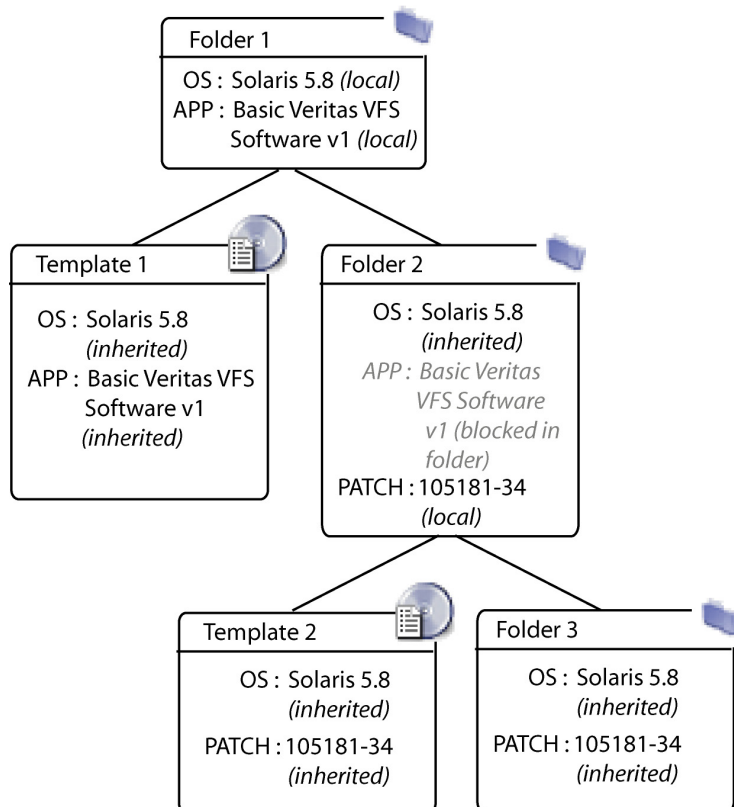 Folder 1
OS : Solaris 5.8 (local)
APP : Basic Veritas VFS
Software v1 (local)
Template 1
OS : Solaris 5.8
(inherited)
APP : Basic Veritas VFS
Software v1
(inherited)
Folder 2
OS : Solaris 5.8
(inherited)
APP : Basic Veritas
VFS Software
v1 (blocked in
folder)
PATCH : 105181-34
(local)
Template 2
OS : Solaris 5.8
(inherited)
PATCH : 105181-34
(inherited)
Folder 3
OS : Solaris 5.8
(inherited)
PATCH : 105181-34
(inherited)